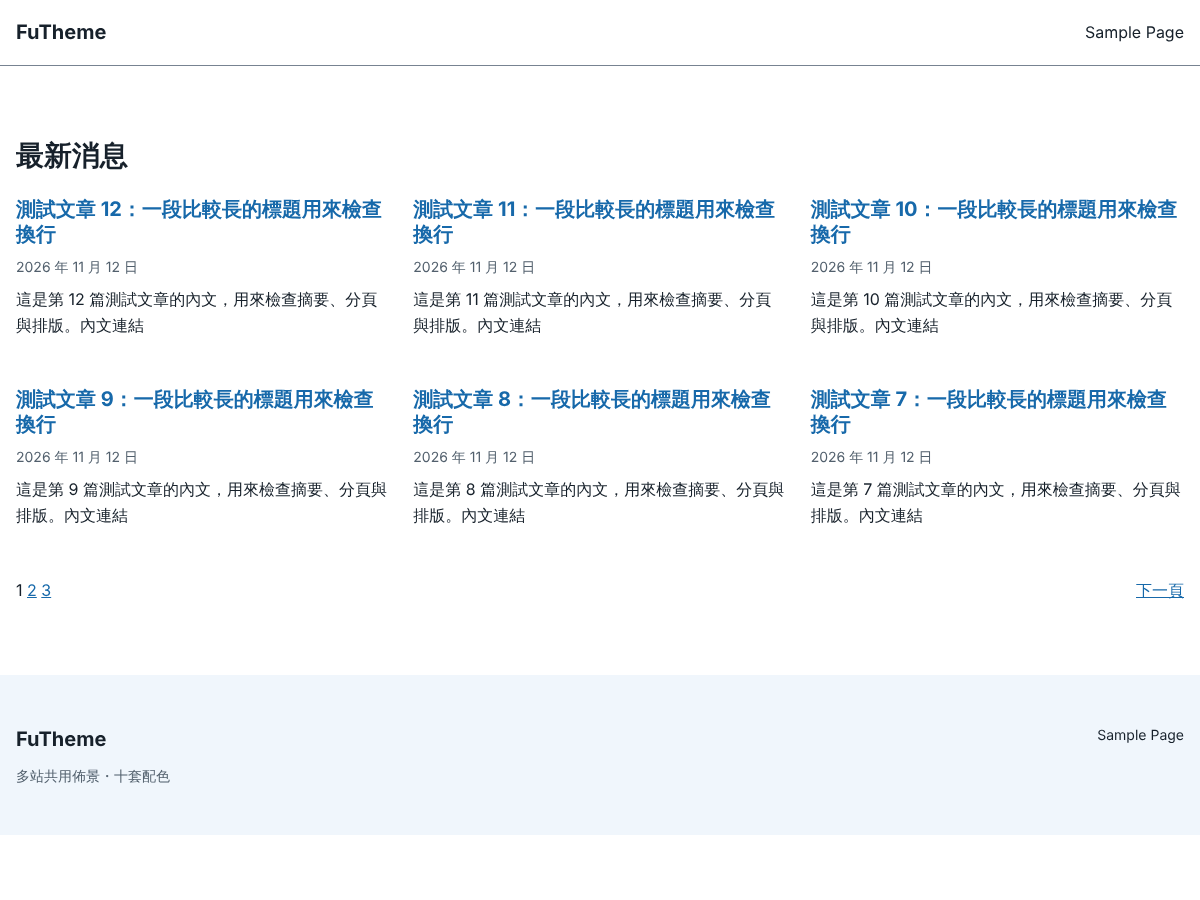 FuTheme
Sample Page
最新消息
測試文章 12：一段比較長的標題用來檢查
換行
2026 年 11 月 12 日
這是第 12 篇測試文章的內文，用來檢查摘要、分頁
與排版。內文連結
測試文章 11：一段比較長的標題用來檢查
換行
2026 年 11 月 12 日
這是第 11 篇測試文章的內文，用來檢查摘要、分頁
與排版。內文連結
測試文章 10：一段比較長的標題用來檢查
換行
2026 年 11 月 12 日
這是第 10 篇測試文章的內文，用來檢查摘要、分頁
與排版。內文連結
測試文章 9：一段比較長的標題用來檢查
換行
2026 年 11 月 12 日
這是第 9 篇測試文章的內文，用來檢查摘要、分頁與
排版。內文連結
測試文章 8：一段比較長的標題用來檢查
換行
2026 年 11 月 12 日
這是第 8 篇測試文章的內文，用來檢查摘要、分頁與
排版。內文連結
測試文章 7：一段比較長的標題用來檢查
換行
2026 年 11 月 12 日
這是第 7 篇測試文章的內文，用來檢查摘要、分頁與
排版。內文連結
1 2 3
下一頁
FuTheme
Sample Page
多站共用佈景・十套配色